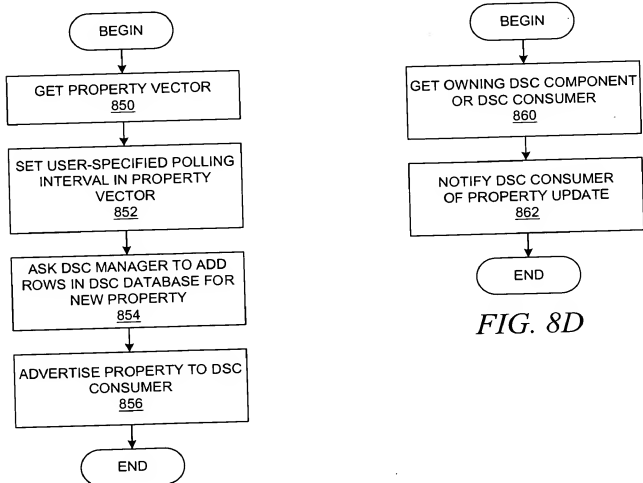 BEGIN
GET PROPERTY VECTOR
850
SET USER-SPECIFIED POLLING
INTERVAL IN PROPERTY
VECTOR
852
ASK DSC MANAGER TO ADD
ROWS IN DSC DATABASE FOR
NEW PROPERTY
854
ADVERTISE PROPERTY TO DSC
CONSUMER
856
END
BEGIN
GET OWNING DSC COMPONENT
OR DSC CONSUMER
860
NOTIFY DSC CONSUMER
OF PROPERTY UPDATE
862
END
FIG. 8D